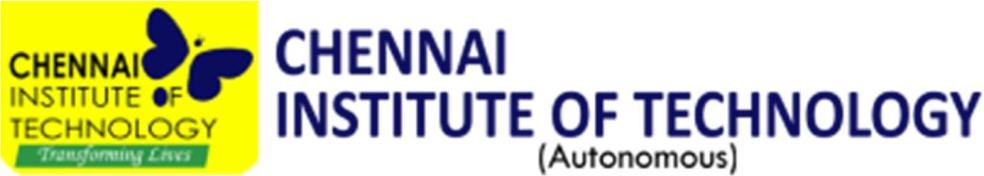 CHENNAI
INSTITUTE OF
TECHNOLOGY
Transforming Lives
CHENNAI
INSTITUTE OF TECHNOLOGY
(Autonomous)